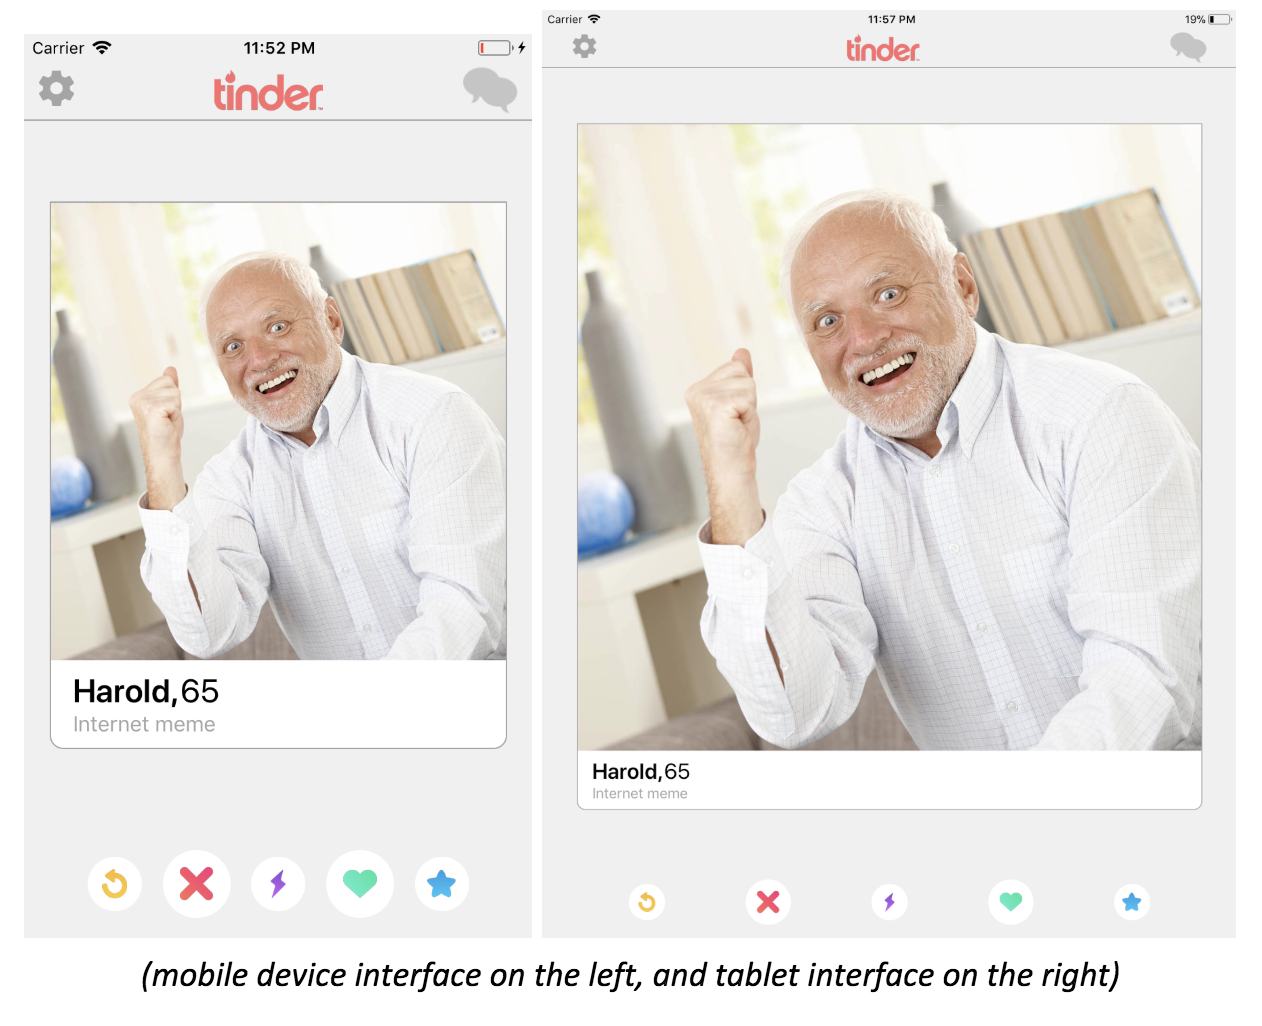 Carrier 11:52 PM
tinder™
Harold,65
Internet meme
Carrier 11:57 PM 19%
tinder
Harold,65
Internet meme
(mobile device interface on the left, and tablet interface on the right)